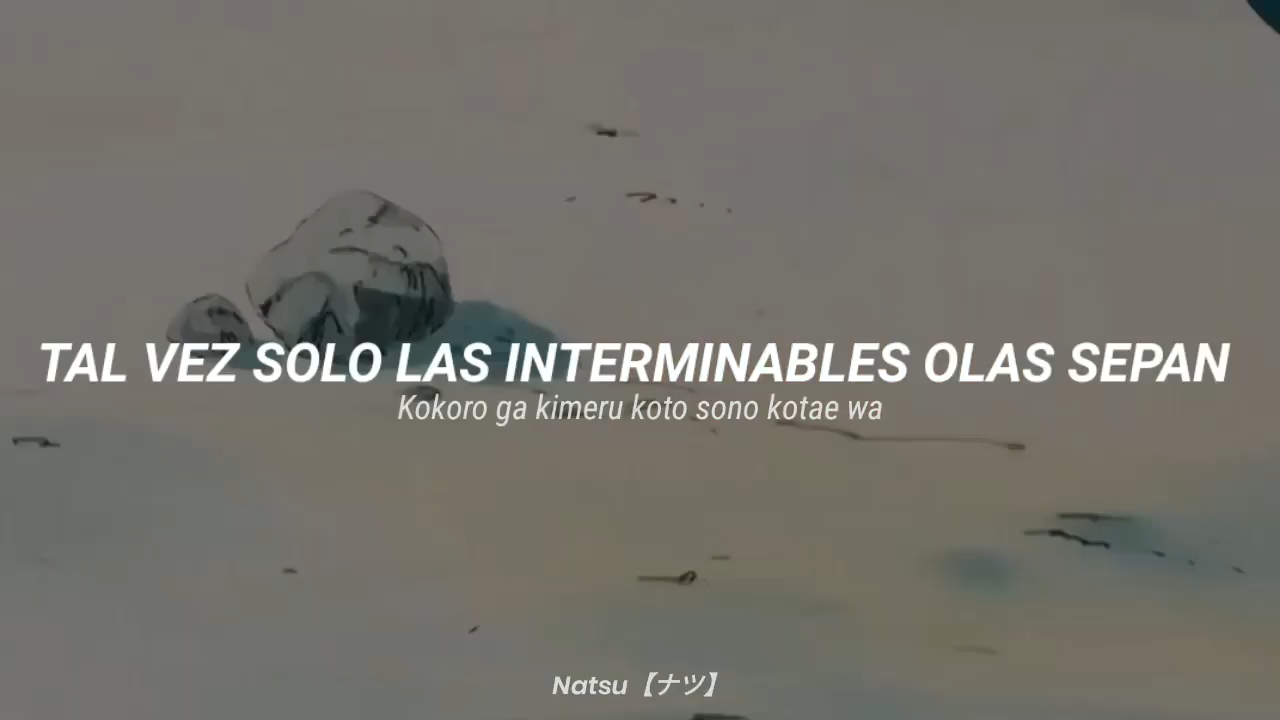 TAL VEZ SOLO LAS INTERMINABLES OLAS SEPAN
Kokoro ga kimeru koto sono kotae wa
Natsu【ナツ】